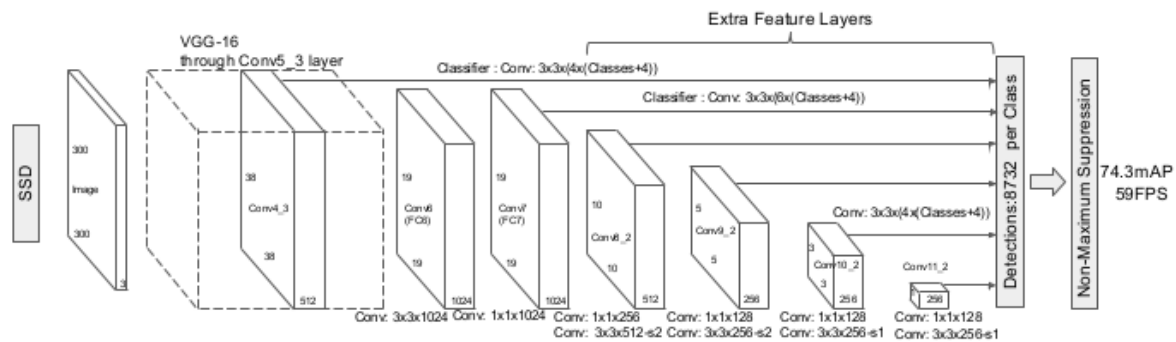 Extra Feature Layers
VGG-16
through Conv5_3 layer
Classifier : Conv: 3x3x(4x(Classes+4))
Classifier : Conv: 3x3x(6x(Classes+4))
SSD
300
Image
300
3
38
Conv4_3
38
512
19
Conv6
(FC6)
19
1024
19
Conv7
(FC7)
19
1024
10
Conv8_2
10
512
5
Conv9_2
5
256
Conv: 3x3x(4x(Classes+4))
3
Conv10_2
3
256
Conv11_2
256
Conv: 3x3x1024
Conv: 1x1x1024
Conv: 1x1x256
Conv: 3x3x512-s2
Conv: 1x1x128
Conv: 3x3x256-s2
Conv: 1x1x128
Conv: 3x3x256-s1
Conv: 1x1x128
Conv: 3x3x256-s1
Detections:8732 per Class
Non-Maximum Suppression
74.3mAP
59FPS